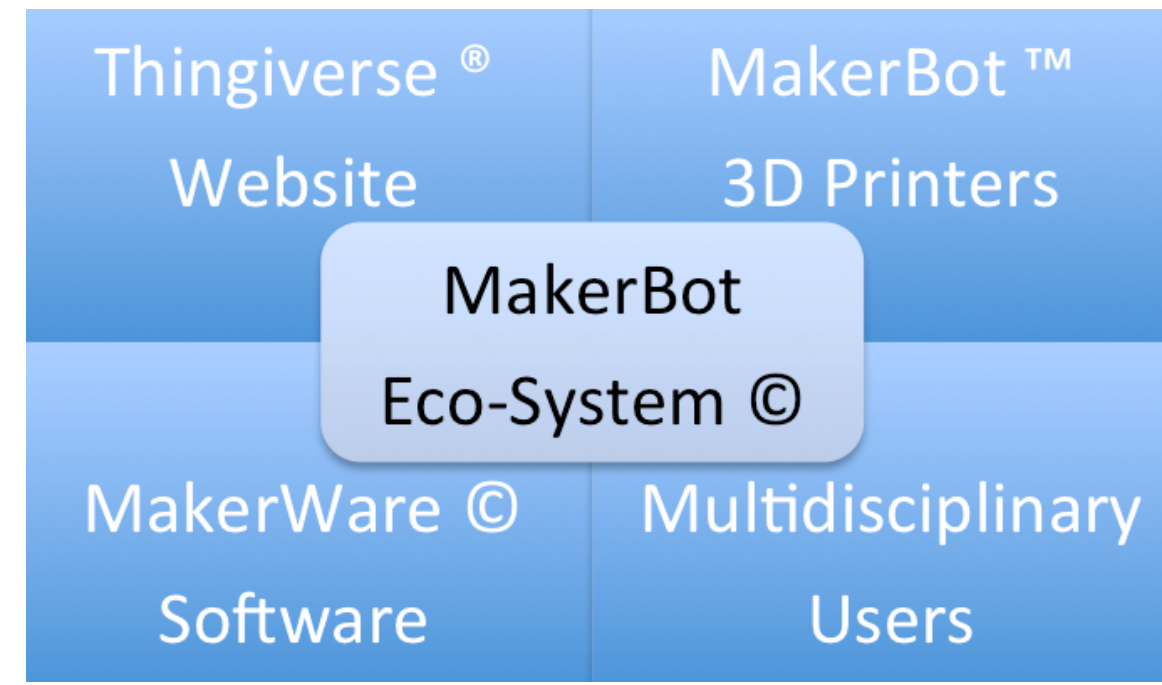 Thingiverse ®
Website
MakerBot ™
3D Printers
MakerBot
Eco-System ©
MakerWare ©
Software
Multidisciplinary
Users